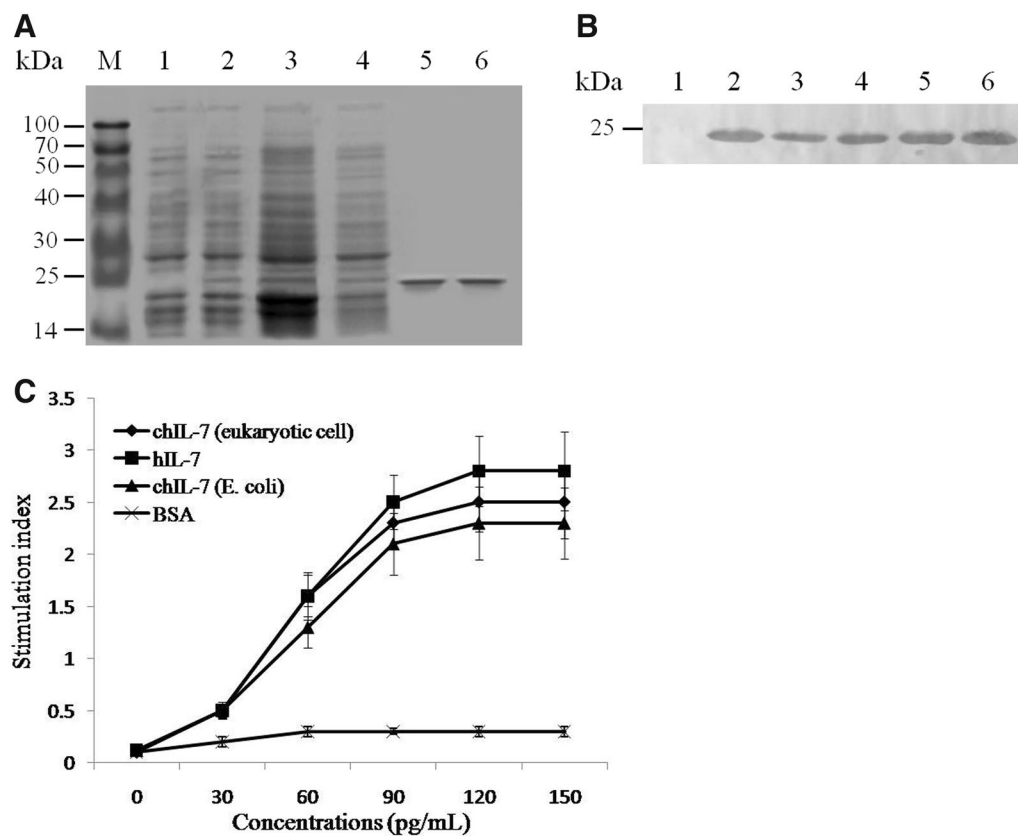 A
kDa M 1 2 3 4 5 6
100
70
50
40
30
25
14
B
kDa 1 2 3 4 5 6
25
C
3.5
3
2.5
2
1.5
1
0.5
0
Stimulation index
chIL-7 (eukaryotic cell)
hIL-7
chIL-7 (E. coli)
BSA
0 30 60 90 120 150
Concentrations (pg/mL)